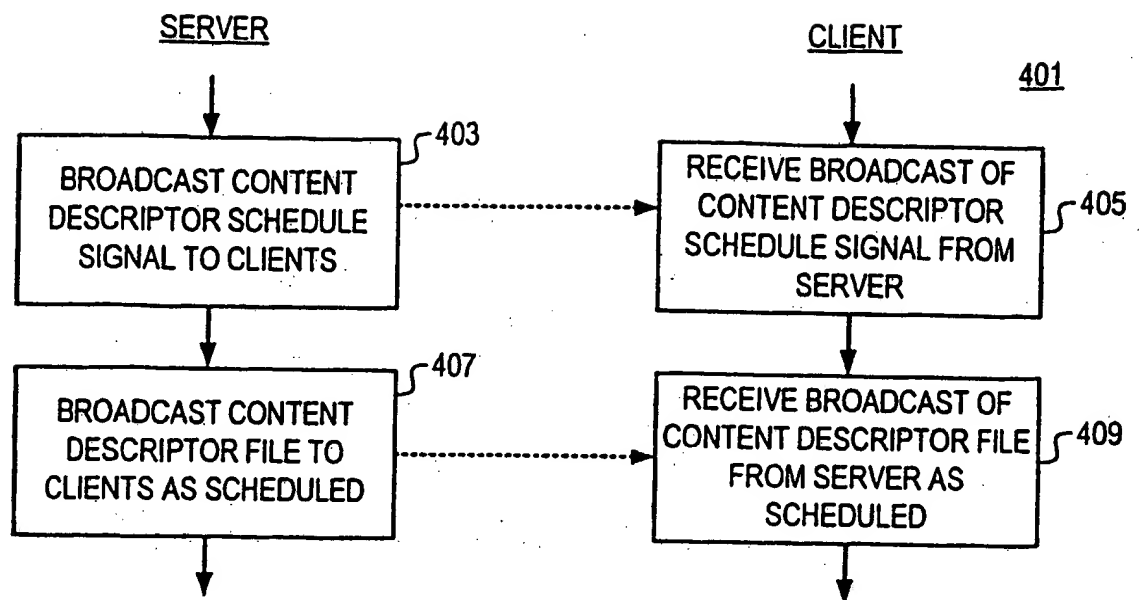 SERVER
CLIENT
401
403
BROADCAST CONTENT
DESCRIPTOR SCHEDULE
SIGNAL TO CLIENTS
RECEIVE BROADCAST OF
CONTENT DESCRIPTOR
SCHEDULE SIGNAL FROM
SERVER
405
407
BROADCAST CONTENT
DESCRIPTOR FILE TO
CLIENTS AS SCHEDULED
RECEIVE BROADCAST OF
CONTENT DESCRIPTOR FILE
FROM SERVER AS
SCHEDULED
409